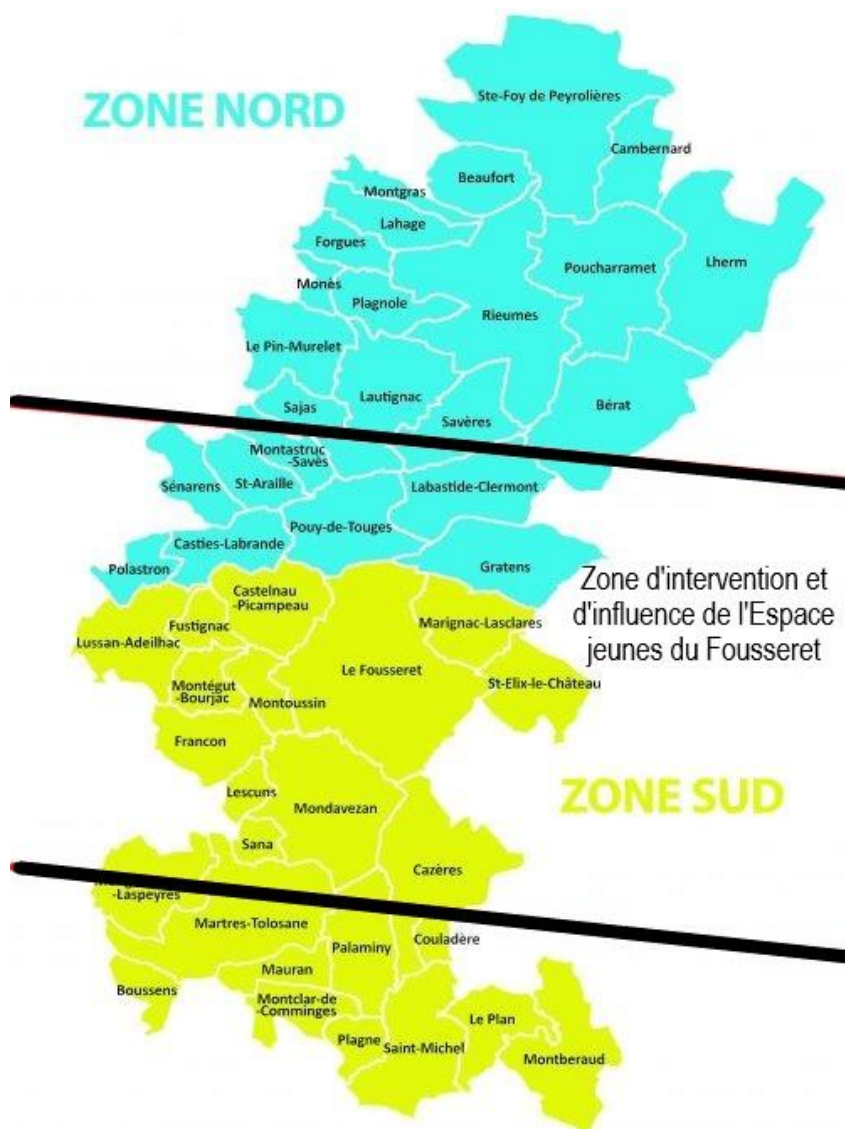 ZONE NORD
Ste-Foy de Peyrolières
Cambernard
Beaufort
Montgras
Lahage
Forgues
Poucharramet
Lherm
Monès
Plagnole
Rieumes
Le Pin-Murelet
Lautignac
Sajas
Savères
Bérat
Montastruc
-Savès
Sénarens
St-Araille
Labastide-Clermont
Pouy-de-Touges
Casties-Labrande
Polastron
Gratens
Zone d'intervention et
d'influence de l'Espace
jeunes du Fousseret
Castelnau
-Picampeau
Fustignac
Lussan-Adeilhac
Marignac-Lasclares
Le Fousseret
St-Elix-le-Château
Montégut
-Bourjac
Montoussin
Francon
Lescuns
Mondavezan
ZONE SUD
Sana
Cazères
-Laspeyres
Martres-Tolosane
Couladère
Palaminy
Mauran
Boussens
Montclar-de
-Comminges
Le Plan
Plagne
Saint-Michel
Montberaud